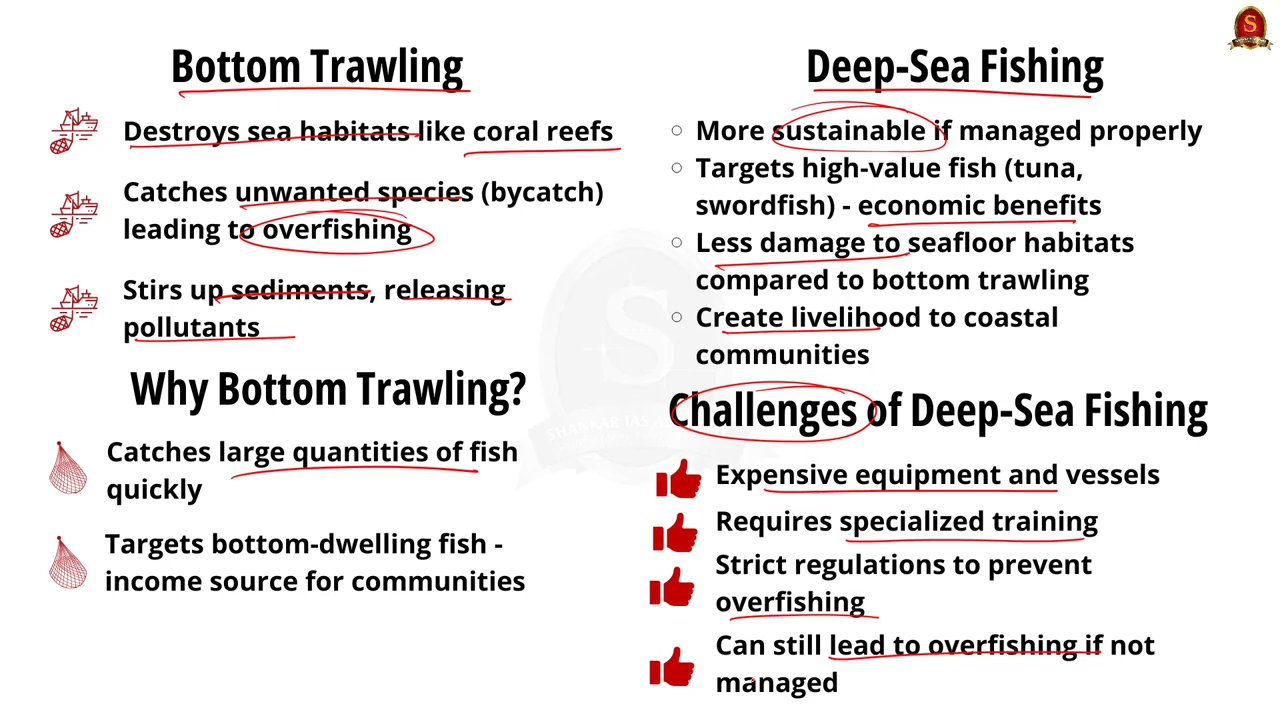 Bottom Trawling
Destroys sea habitats like coral reefs
Catches unwanted species (bycatch)
leading to overfishing
Stirs up sediments, releasing
pollutants
Why Bottom Trawling?
Catches large quantities of fish
quickly
Targets bottom-dwelling fish -
income source for communities
Deep-Sea Fishing
More sustainable if managed properly
Targets high-value fish (tuna,
swordfish) - economic benefits
Less damage to seafloor habitats
compared to bottom trawling
Create livelihood to coastal
communities
Challenges of Deep-Sea Fishing
Expensive equipment and vessels
Requires specialized training
Strict regulations to prevent
overfishing
Can still lead to overfishing if not
managed
S
S
SHANKAR IAS